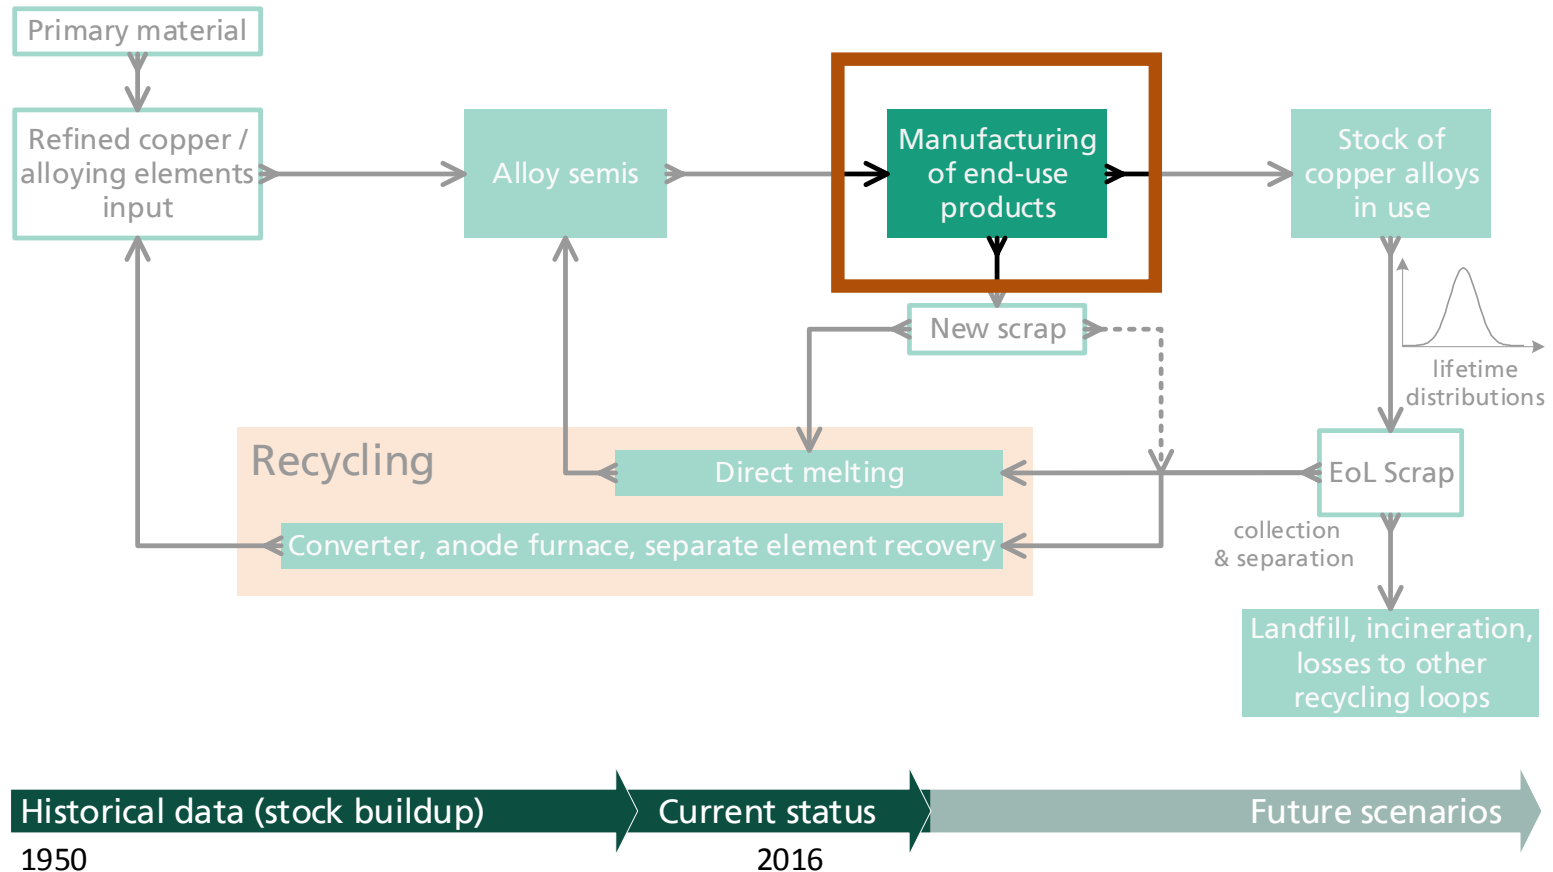 Primary material
Refined copper /
alloying elements
input
Alloy semis
Manufacturing
of end-use
products
Stock of
copper alloys
in use
New scrap
lifetime
distributions
Recycling
Direct melting
EoL Scrap
Converter, anode furnace, separate element recovery
collection
& separation
Landfill, incineration,
losses to other
recycling loops
Historical data (stock buildup)
Current status
Future scenarios
1950
2016